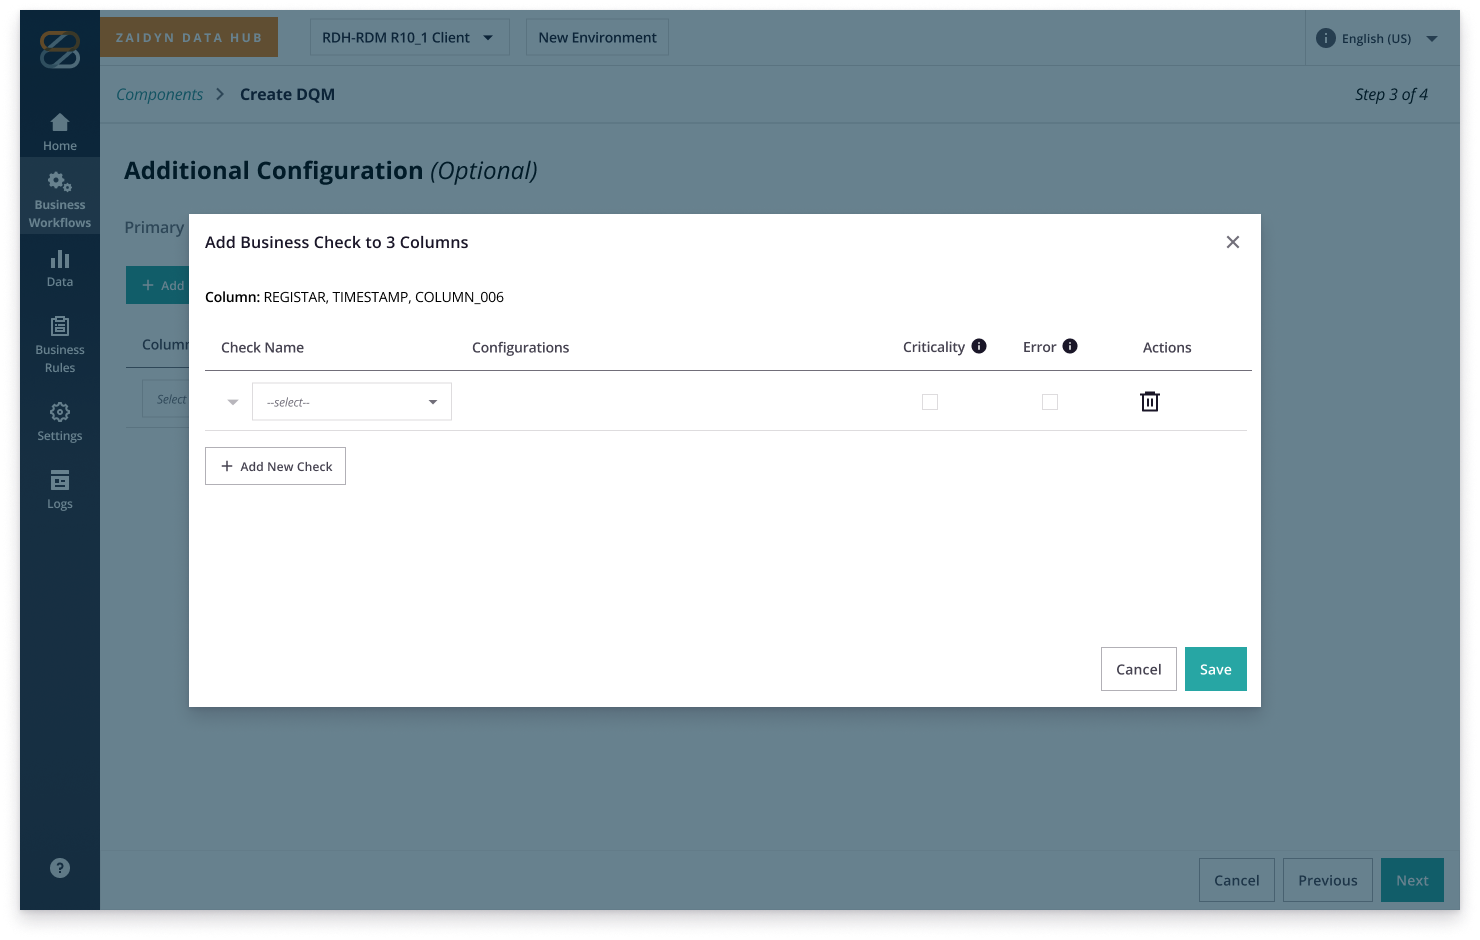 ZAIDYN DATA HUB
RDH-RDM R10_1 Client
New Environment
English (US)
Components > Create DQM
Step 3 of 4
Home
Business
Workflows
Data
Business
Rules
Settings
Logs
Additional Configuration (Optional)
Primary
+ Add
Column
Select
Add Business Check to 3 Columns
Column: REGISTAR, TIMESTAMP, COLUMN_006
Check Name
Configurations
Criticality
Error
Actions
--select--
+ Add New Check
Cancel
Save
Cancel
Previous
Next